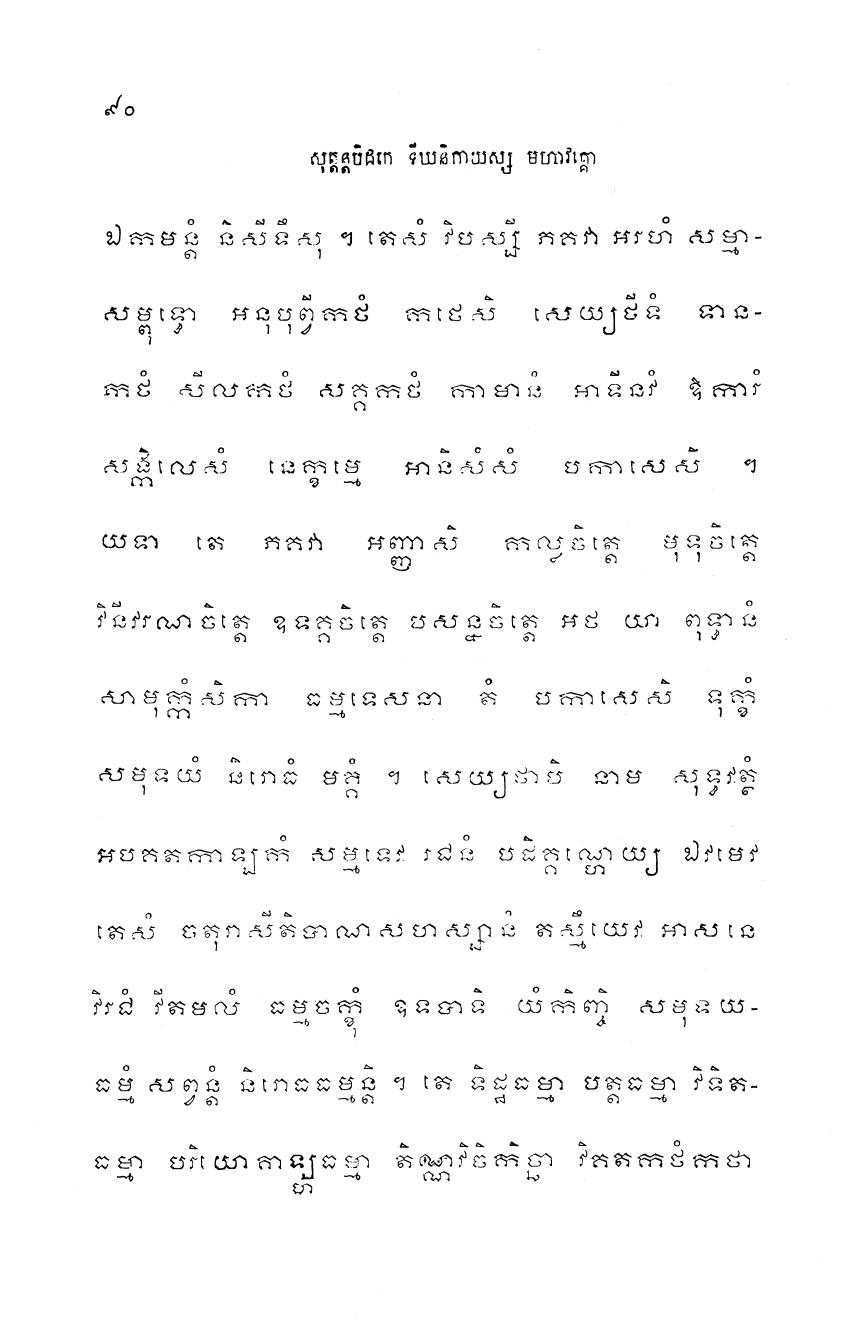 ៩០
សុត្តន្តបិដកេ ទីឃនិកាយស្ស មហាវគ្គោ
ឯកមន្តំ និសីទឹសុ ។ តេសំ វិបស្សី ភគវា អរហំ សម្មា-
សម្ពុទ្ធោ អនុបុព្វីកថំ កថេសិ សេយ្យថីទំ ទាន-
កថំ សីលកថំ សគ្គកថំ កាមានំ អាទីនវំ ឱការំ
សង្កិលេសំ នេក្ខម្មេ អានិសំសំ បកាសេសិ ។
យទា តេ ភគវា អញ្ញាសិ កល្លចិត្តេ មុទុចិត្តេ
វិនីវរណចិត្តេ ឧទគ្គចិត្តេ បសន្នចិត្តេ អថ យា ពុទ្ធានំ
សាមុក្កំសិកា ធម្មទេសនា តំ បកាសេសិ ទុក្ខំ
សមុទយំ និរោធំ មគ្គំ ។ សេយ្យថាបិ នាម សុទ្ធវត្ថំ
អបគតកាឡកំ សម្មទេវ រជនំ បដិគ្គណ្ហេយ្យ ឯវមេវ
តេសំ ចតុរាសីតិបាណសហស្សានំ តស្មឹយេវ អាសនេ
វិរជំ វីតមលំ ធម្មចក្ខុំ ឧទបាទិ យំកិញ្ចិ សមុទយ-
ធម្មំ សព្វន្តំ និរោធធម្មន្តិ ។ តេ ទិដ្ឋធម្មា បត្តធម្មា វិទិត-
ធម្មា បរិយោគាឡ្ហធម្មា តិណ្ណវិចិកិច្ឆា វិគតកថំកថា